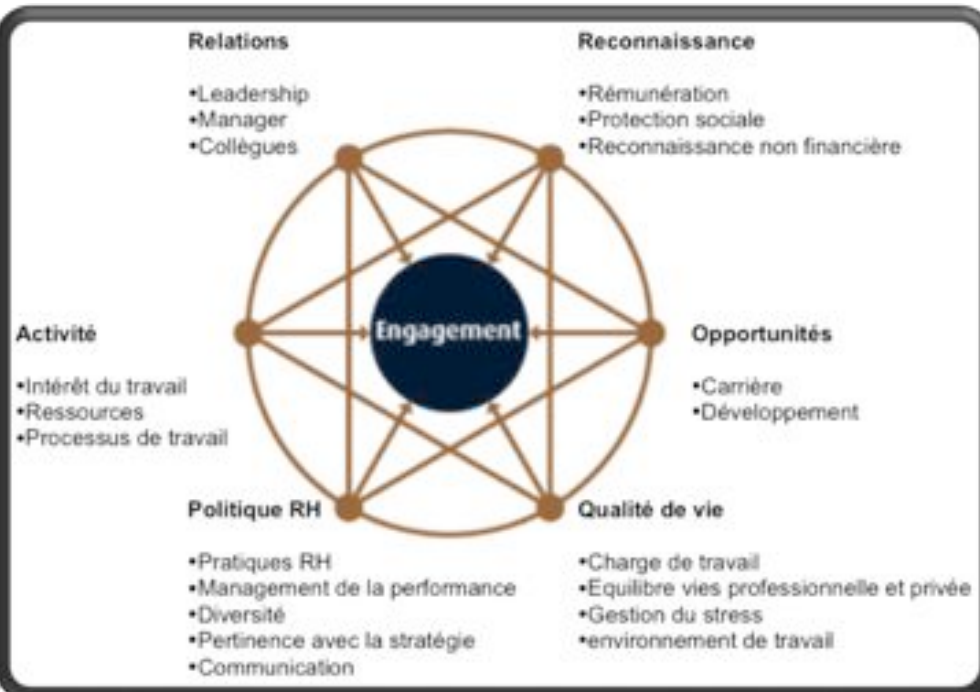 Relations
•Leadership
•Manager
•Collègues
Reconnaissance
•Rémunération
•Protection sociale
•Reconnaissance non financière
Activité
•Intérêt du travail
•Ressources
•Processus de travail
Engagement
Opportunités
•Carrière
•Développement
Politique RH
•Pratiques RH
•Management de la performance
•Diversité
•Pertinence avec la stratégie
•Communication
Qualité de vie
•Charge de travail
•Equilibre vies professionnelle et privée
•Gestion du stress
•environnement de travail